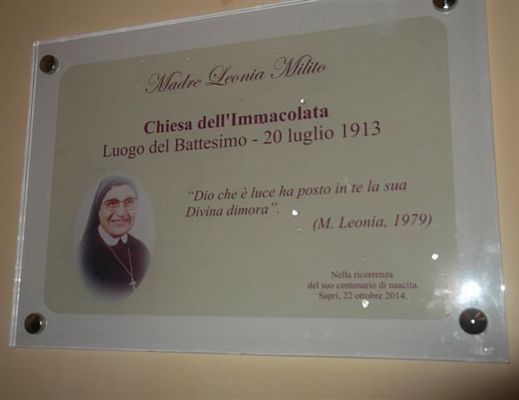 Madre Leonia Milito
Chiesa dell'Immacolata
Luogo del Battesimo - 20 luglio 1913
“Dio che è luce ha posto in te la sua
Divina dimora”.
(M. Leonia, 1979)
Nella ricorrenza
del suo centenario di nascita.
Sapri, 22 ottobre 2014.